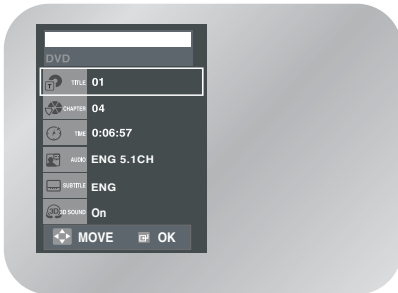 DVD
TITLE 01
CHAPTER 04
TIME 0:06:57
AUDIO ENG 5.1CH
SUBTITLE ENG
3D SOUND On
MOVE OK